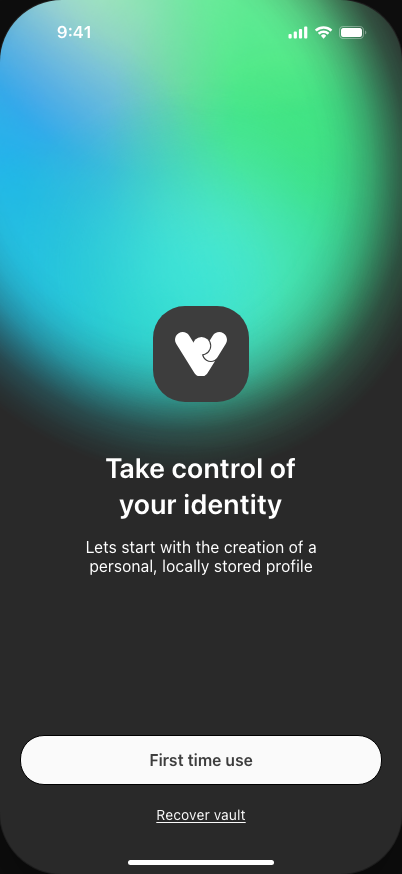 9:41
Take control of
your identity
Lets start with the creation of a
personal, locally stored profile
First time use
Recover vault